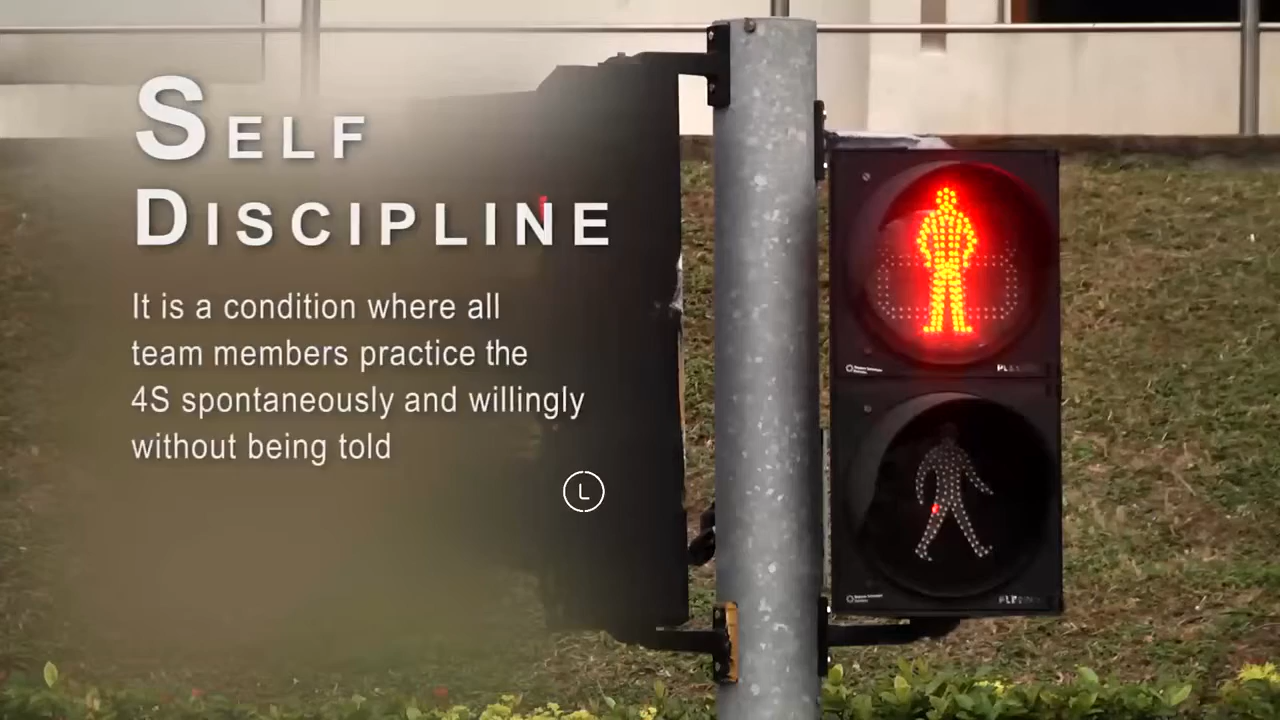 SELF
DISCIPLINE
It is a condition where all
team members practice the
4S spontaneously and willingly
without being told